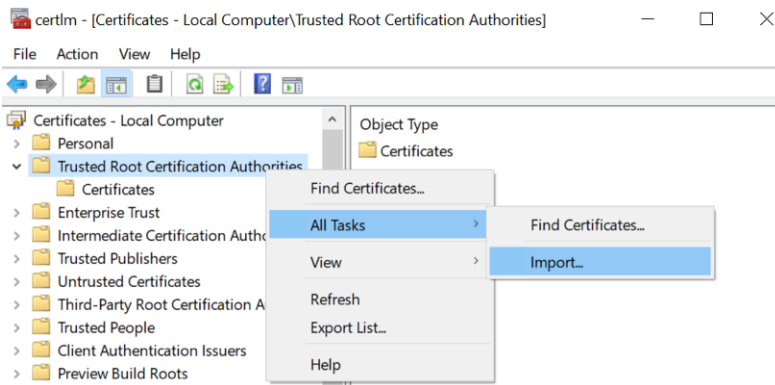 certlm - [Certificates - Local Computer\Trusted Root Certification Authorities]
File Action View Help
Certificates - Local Computer
Personal
Trusted Root Certification Authorities
Certificates
Enterprise Trust
Intermediate Certification Autho
Trusted Publishers
Untrusted Certificates
Third-Party Root Certification A
Trusted People
Client Authentication Issuers
Preview Build Roots
Object Type
Certificates
Find Certificates...
All Tasks
View
Refresh
Export List...
Help
Find Certificates...
Import...